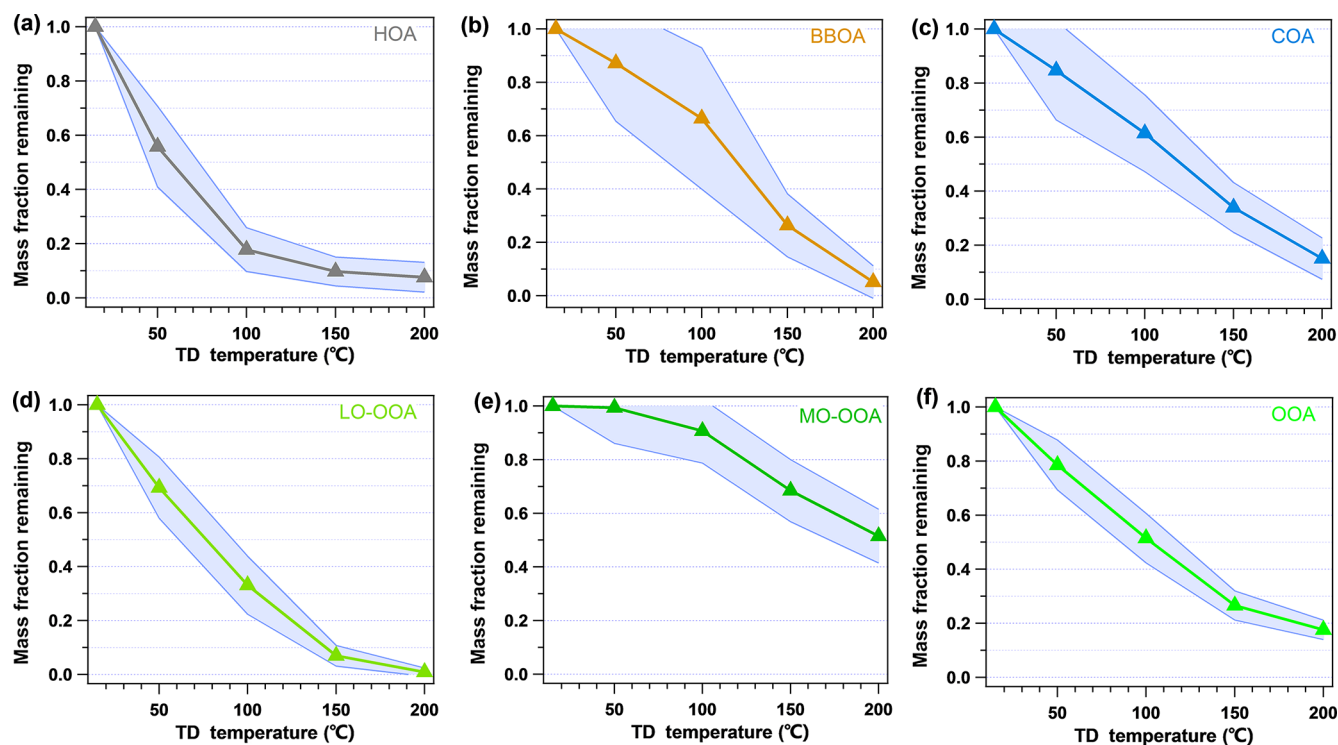 (a)
HOA
Mass fraction remaining
1.0
0.8
0.6
0.4
0.2
0.0
50
100
150
200
TD temperature (℃)
(b)
BBOA
Mass fraction remaining
1.0
0.8
0.6
0.4
0.2
0.0
50
100
150
200
TD temperature (℃)
(c)
COA
Mass fraction remaining
1.0
0.8
0.6
0.4
0.2
0.0
50
100
150
200
TD temperature (℃)
(d)
LO-OOA
Mass fraction remaining
1.0
0.8
0.6
0.4
0.2
0.0
50
100
150
200
TD temperature (℃)
(e)
MO-OOA
Mass fraction remaining
1.0
0.8
0.6
0.4
0.2
0.0
50
100
150
200
TD temperature (℃)
(f)
OOA
Mass fraction remaining
1.0
0.8
0.6
0.4
0.2
0.0
50
100
150
200
TD temperature (℃)